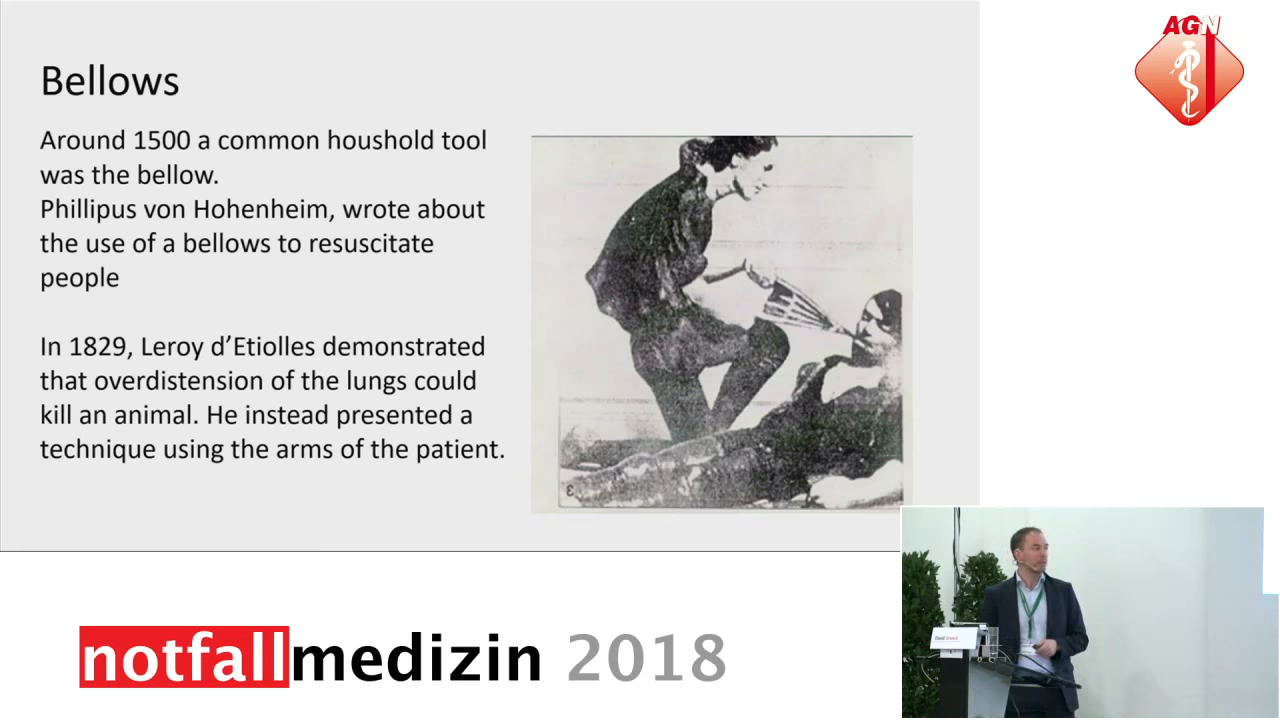 AGN
Bellows
Around 1500 a common houshold tool
was the bellow.
Phillipus von Hohenheim, wrote about
the use of a bellows to resuscitate
people
In 1829, Leroy d’Etiolles demonstrated
that overdistension of the lungs could
kill an animal. He instead presented a
technique using the arms of the patient.
notfallmedizin 2018